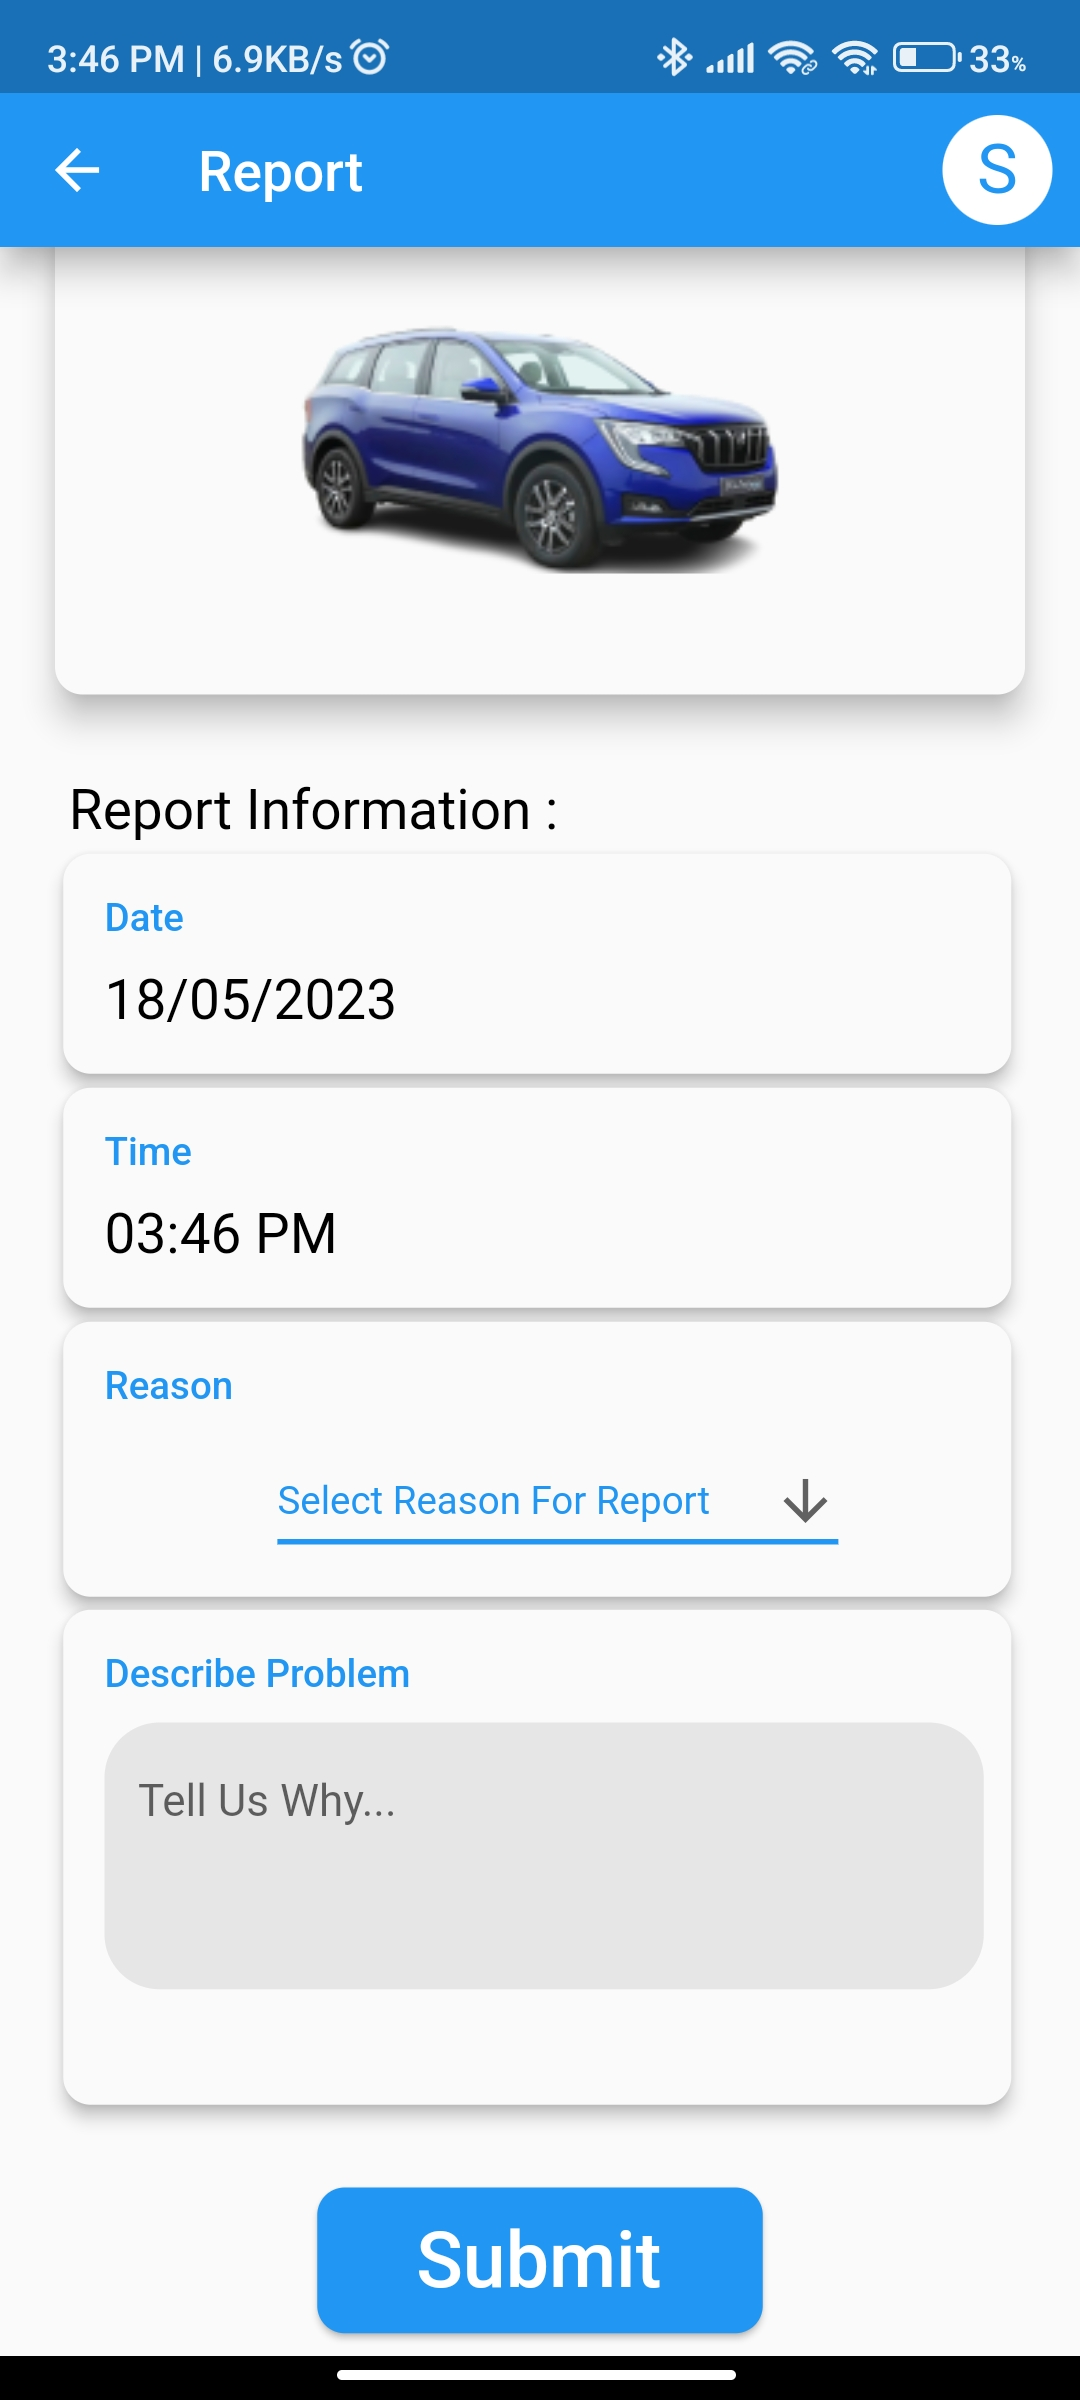 3:46 PM | 6.9KB/s 33%
Report S
Report Information :
Date
18/05/2023
Time
03:46 PM
Reason
Select Reason For Report
Describe Problem
Tell Us Why...
Submit